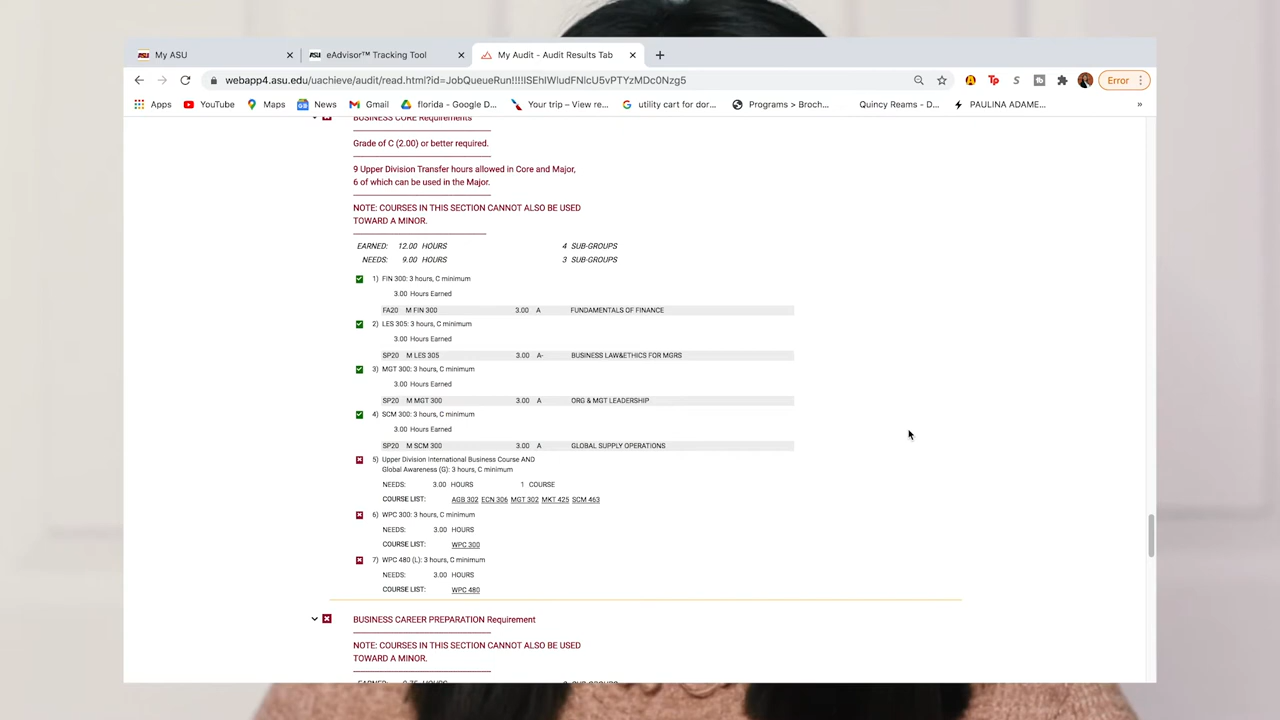 My ASU
eAdvisor™ Tracking Tool
My Audit - Audit Results Tab
webapp4.asu.edu/uachieve/audit/read.html?id=JobQueueRun!!!!ISEhIWludFNlcU5vPTYzMDc0Nzg5
Error
Apps YouTube Maps News Gmail florida - Google D... Your trip – View re... utility cart for dor... Programs > Broch... Quincy Reams - D... PAULINA ADAME... »
BUSINESS CORE Requirements
Grade of C (2.00) or better required.
9 Upper Division Transfer hours allowed in Core and Major,
6 of which can be used in the Major.
NOTE: COURSES IN THIS SECTION CANNOT ALSO BE USED
TOWARD A MINOR.
EARNED: 12.00 HOURS 4 SUB-GROUPS
NEEDS: 9.00 HOURS 3 SUB-GROUPS
1) FIN 300: 3 hours, C minimum
3.00 Hours Earned
FA20 M FIN 300 3.00 A FUNDAMENTALS OF FINANCE
2) LES 305: 3 hours, C minimum
3.00 Hours Earned
SP20 M LES 305 3.00 A- BUSINESS LAW&ETHICS FOR MGRS
3) MGT 300: 3 hours, C minimum
3.00 Hours Earned
SP20 M MGT 300 3.00 A ORG & MGT LEADERSHIP
4) SCM 300: 3 hours, C minimum
3.00 Hours Earned
SP20 M SCM 300 3.00 A GLOBAL SUPPLY OPERATIONS
5) Upper Division International Business Course AND
Global Awareness (G): 3 hours, C minimum
NEEDS: 3.00 HOURS 1 COURSE
COURSE LIST: AGB 302 ECN 306 MGT 302 MKT 425 SCM 463
6) WPC 300: 3 hours, C minimum
NEEDS: 3.00 HOURS
COURSE LIST: WPC 300
7) WPC 480 (L): 3 hours, C minimum
NEEDS: 3.00 HOURS
COURSE LIST: WPC 480
BUSINESS CAREER PREPARATION Requirement
NOTE: COURSES IN THIS SECTION CANNOT ALSO BE USED
TOWARD A MINOR.